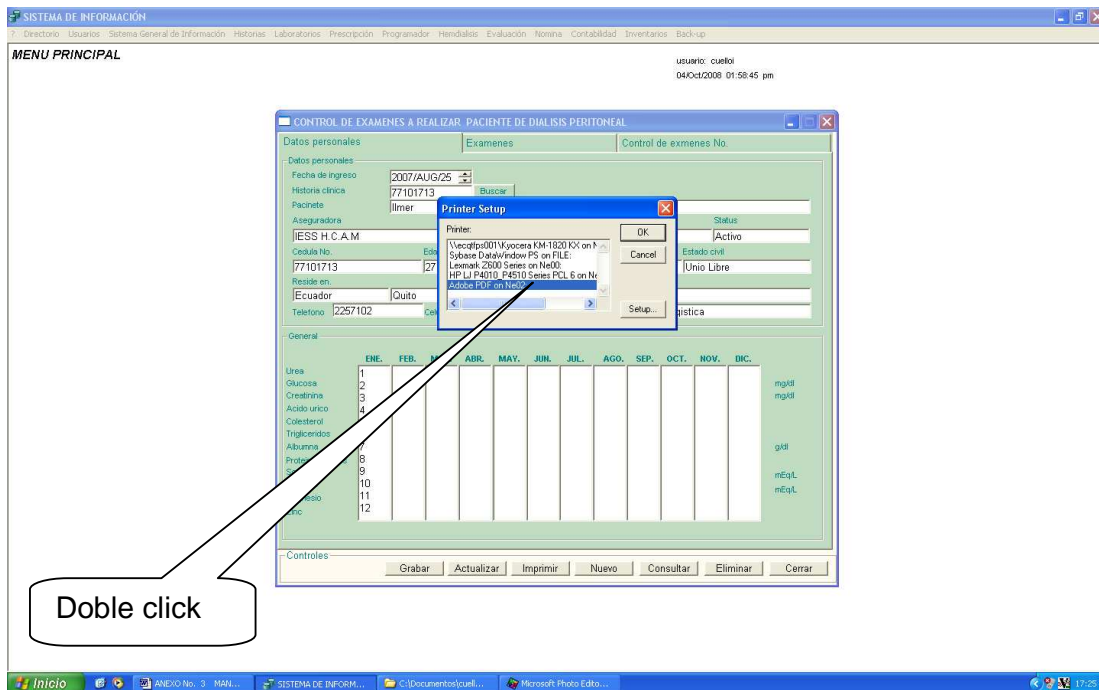 SISTEMA DE INFORMACIÓN
? Directorio Usuarios Sistema General de Información Historias Laboratorios Prescripción Programador Hemdialisis Evaluación Nomina Contabilidad Inventarios Back-up
MENU PRINCIPAL
usuario: cuelloi
04/Oct/2008 01:58:45 pm
CONTROL DE EXAMENES A REALIZAR. PACIENTE DE DIALISIS PERITONEAL
Datos personales Examenes Control de exmenes No.
Datos personales
Fecha de ingreso 2007/AUG/25
Historia clinica 77101713 Buscar
Pacinete Ilmer
Printer Setup
Printer:
\\ecqtfps001\Kyocera KM-1820 KX on N
Sybase DataWindow PS on FILE:
Lexmark Z600 Series on Ne00:
HP LJ P4010_P4510 Series PCL 6 on Ne
Adobe PDF on Ne02
OK
Cancel
Setup...
Aseguradora Status
IESS H.C.A.M Activo
Cedula No. Eda Estado civil
77101713 27 Unio Libre
Reside en.
Ecuador Quito
Telefono 2257102 Cel gistica
General
ENE. FEB. ABR. MAY. JUN. JUL. AGO. SEP. OCT. NOV. DIC.
Urea 1
Glucosa 2 mg/dl
Creatinina 3 mg/dl
Acido urico 4
Colesterol
Trigliceridos
Albumna 7 g/dl
8
9 mEq/L
10 mEq/L
11
12
Controles
Grabar Actualizar Imprimir Nuevo Consultar Eliminar Cerrar
Doble click
Inicio ANEXO No. 3 MAN... SISTEMA DE INFORM... C:\Documentos\cuell... Microsoft Photo Edito... 17:25